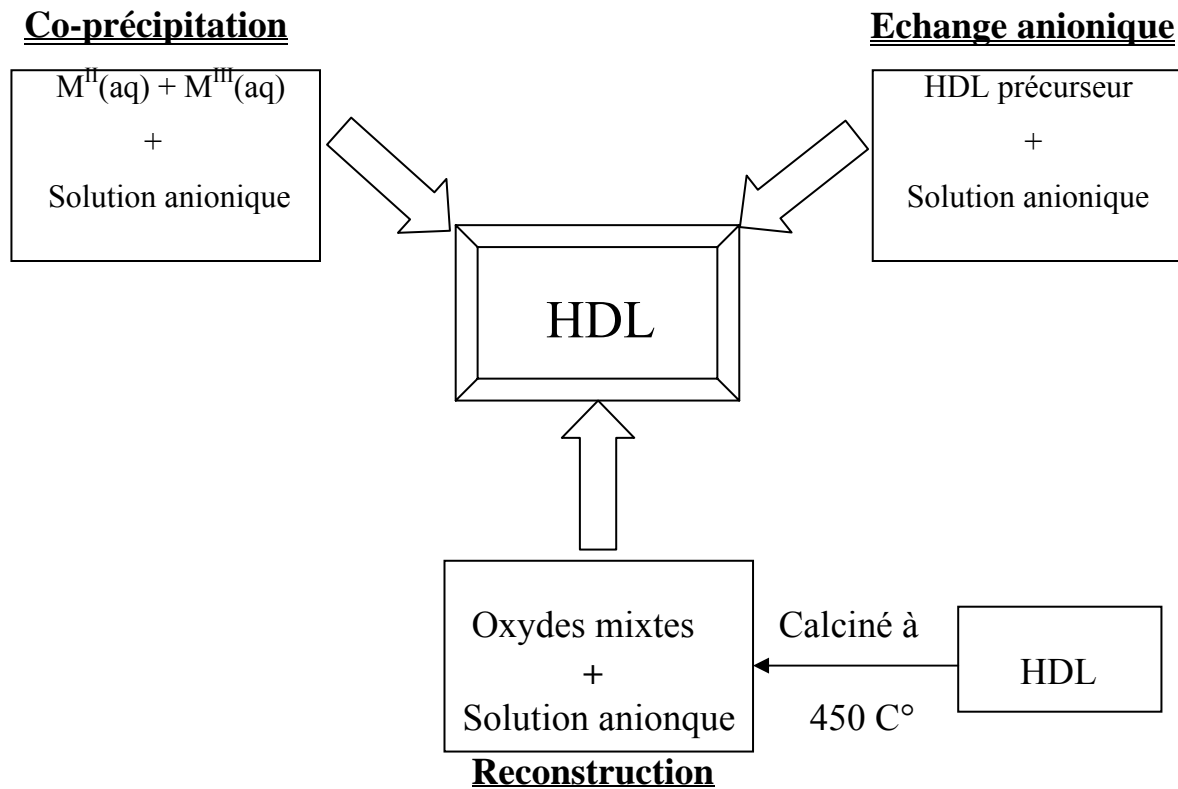 Co-précipitation
M^II(aq) + M^III(aq)
+
Solution anionique
Echange anionique
HDL précurseur
+
Solution anionique
HDL
Oxydes mixtes
+
Solution anionque
Reconstruction
Calciné à
450 C°
HDL